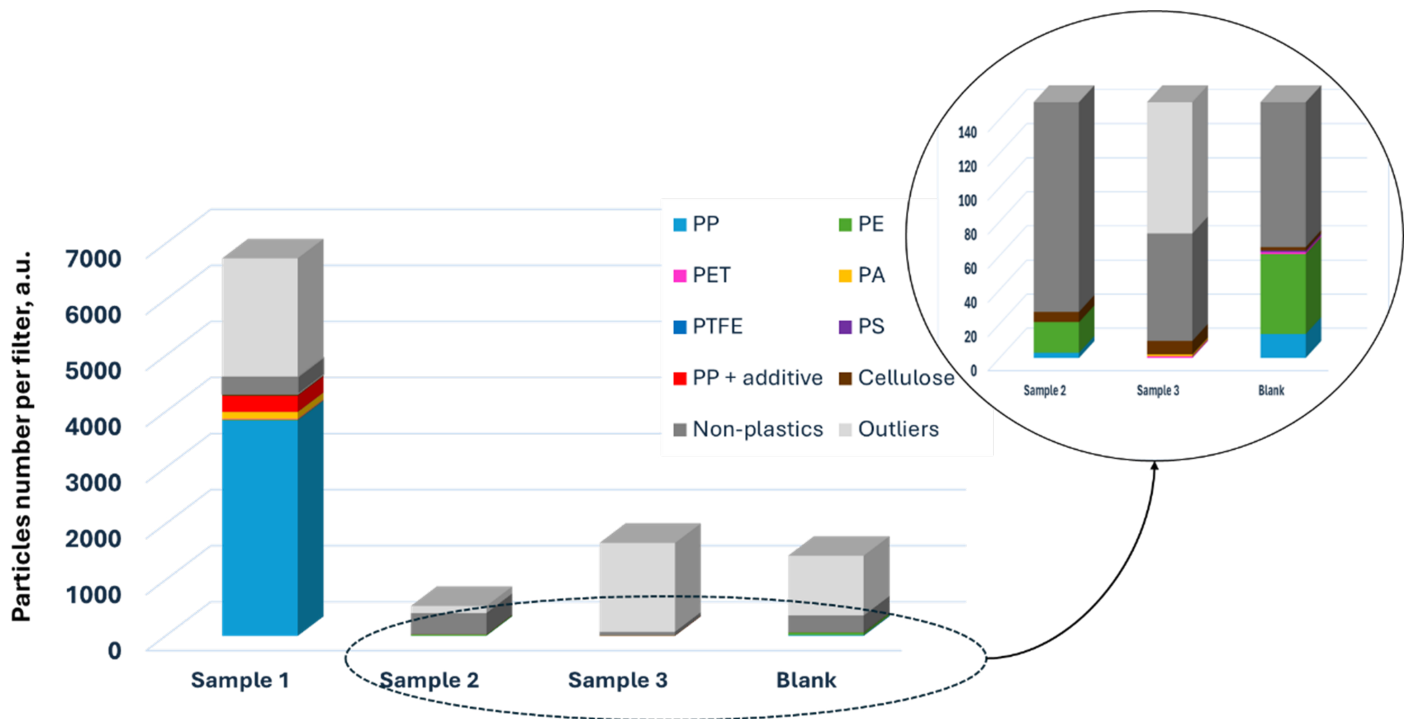 Particles number per filter, a.u.
7000
6000
5000
4000
3000
2000
1000
0
Sample 1
Sample 2
Sample 3
Blank
PP
PE
PET
PA
PTFE
PS
PP + additive
Cellulose
Non-plastics
Outliers
140
120
100
80
60
40
20
0
Sample 2
Sample 3
Blank